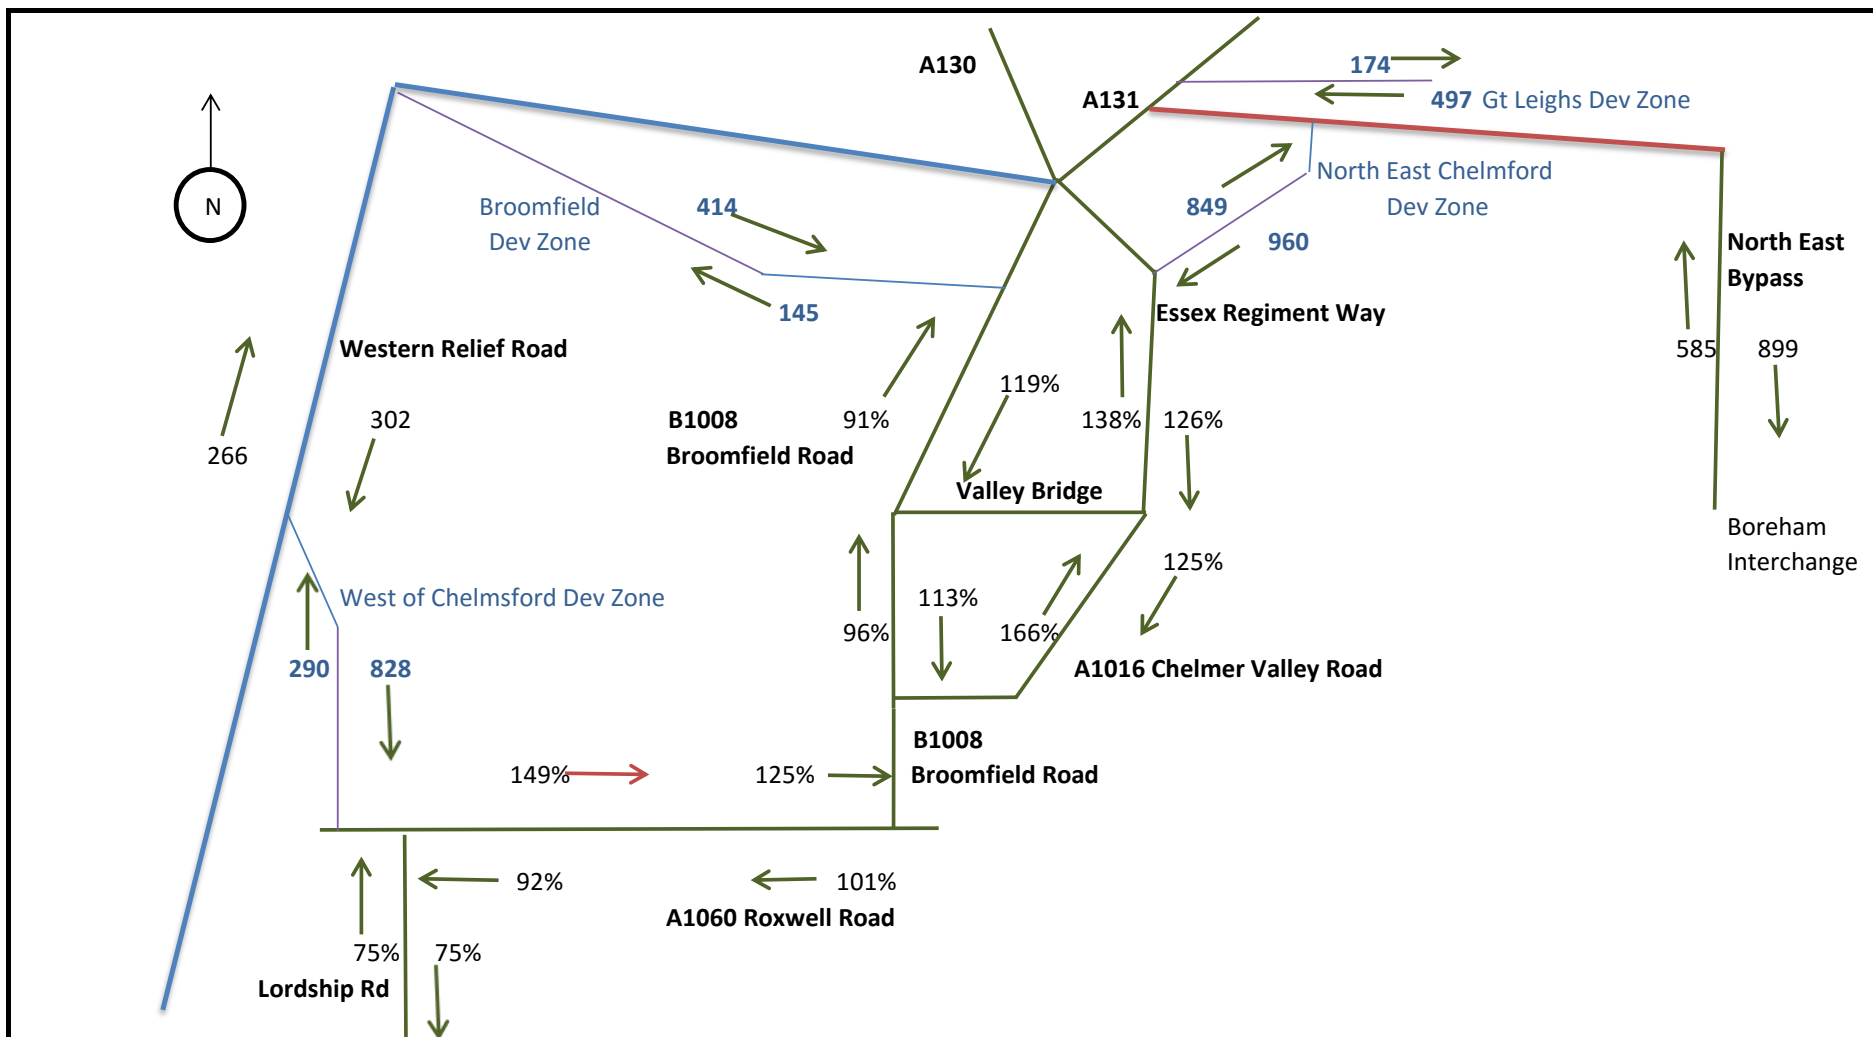 A130
174
A131
497 Gt Leighs Dev Zone
North East Chelmford
Dev Zone
N
Broomfield
Dev Zone
414
849
960
North East
Bypass
145
Essex Regiment Way
Western Relief Road
585
899
119%
302
B1008
Broomfield Road
91%
138%
126%
266
Valley Bridge
Boreham
Interchange
125%
West of Chelmsford Dev Zone
113%
96%
166%
290
828
A1016 Chelmer Valley Road
B1008
Broomfield Road
149%
125%
92%
101%
A1060 Roxwell Road
75%
75%
Lordship Rd